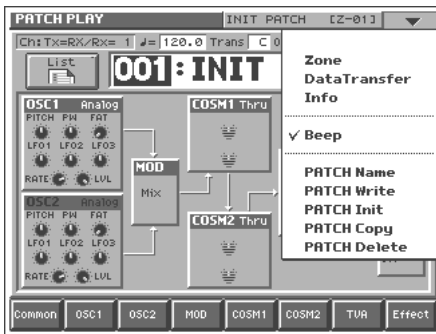 PATCH PLAY INIT PATCH [Z-01]
Ch:Tx=RX/Rx= 1 ♩= 120.0 Trans C 0
List 001: INIT
Zone
DataTransfer
Info
✓ Beep
PATCH Name
PATCH Write
PATCH Init
PATCH Copy
PATCH Delete
OSC1 Analog
PITCH PW FAT
LFO1 LFO2 LFO3
RATE LVL
OSC2 Analog
PITCH PW FAT
LFO1 LFO2 LFO3
RATE LVL
MOD
Mix
COSM1 Thru
COSM2 Thru
Common OSC1 OSC2 MOD COSM1 COSM2 TVA Effect